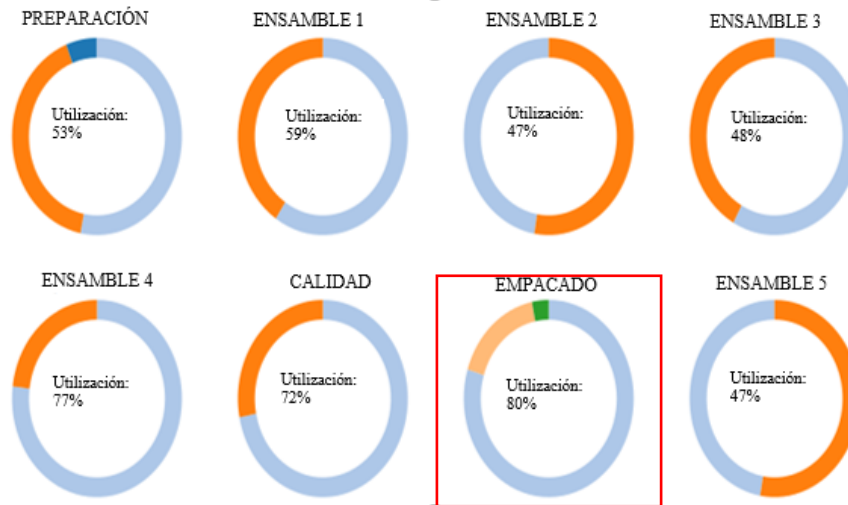 PREPARACIÓN
Utilización:
53%
ENSAMBLE 1
Utilización:
59%
ENSAMBLE 2
Utilización:
47%
ENSAMBLE 3
Utilización:
48%
ENSAMBLE 4
Utilización:
77%
CALIDAD
Utilización:
72%
EMPACADO
Utilización:
80%
ENSAMBLE 5
Utilización:
47%